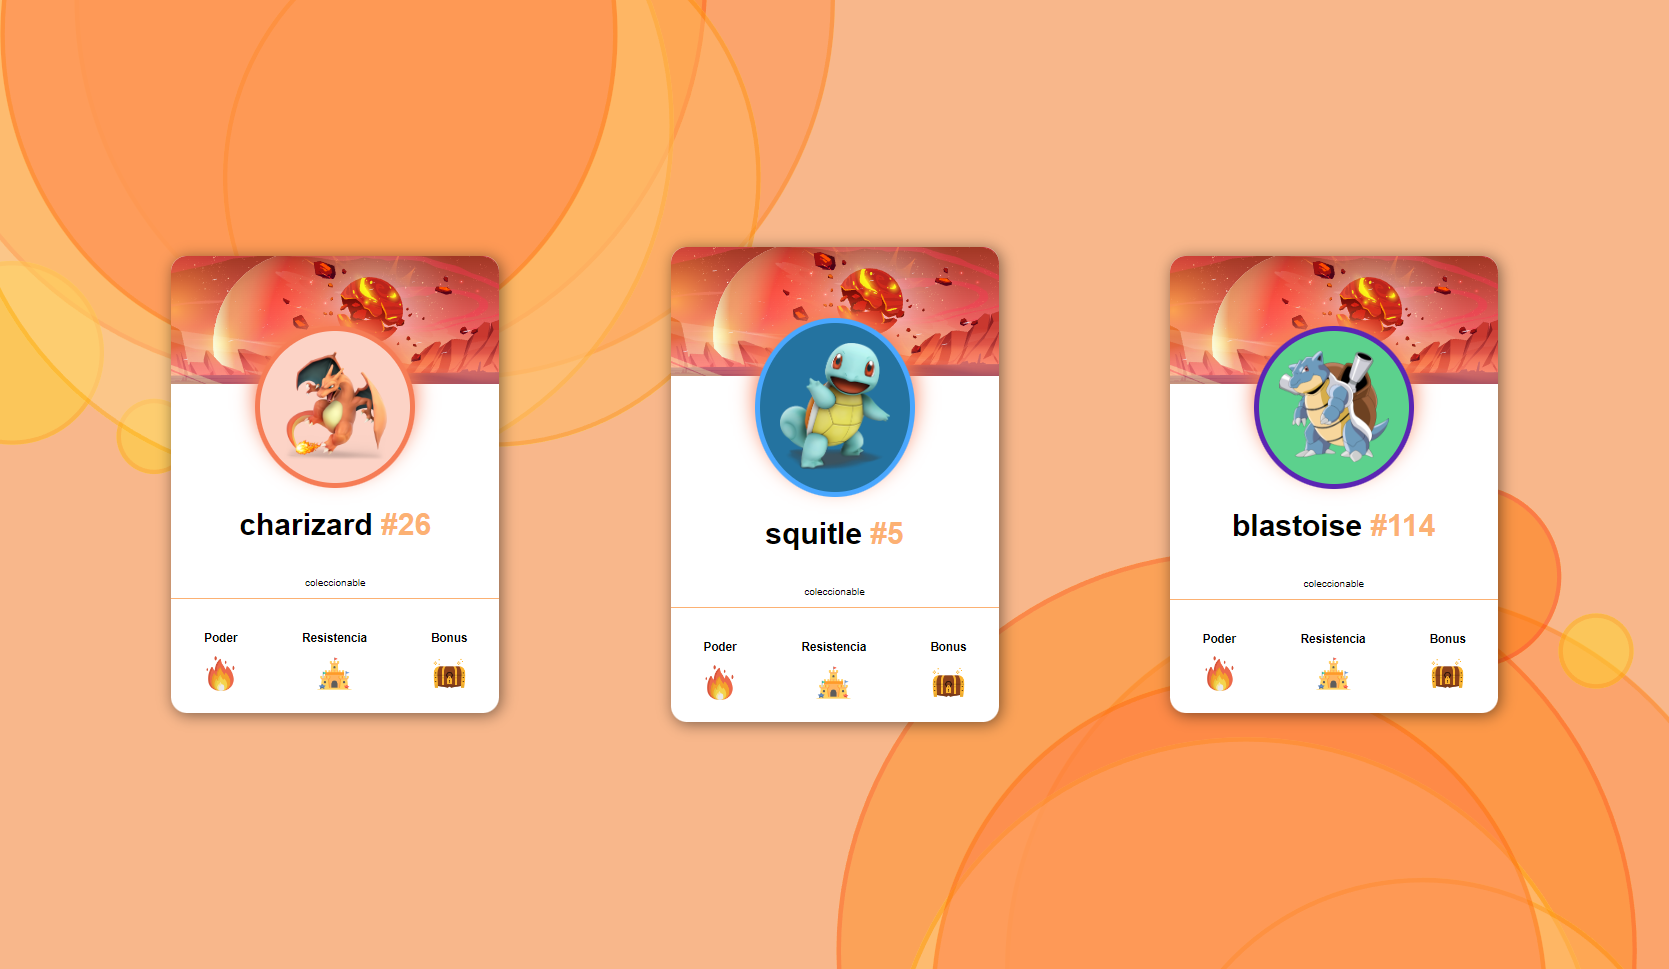 charizard #26
coleccionable
Poder Resistencia Bonus
squitle #5
coleccionable
Poder Resistencia Bonus
blastoise #114
coleccionable
Poder Resistencia Bonus